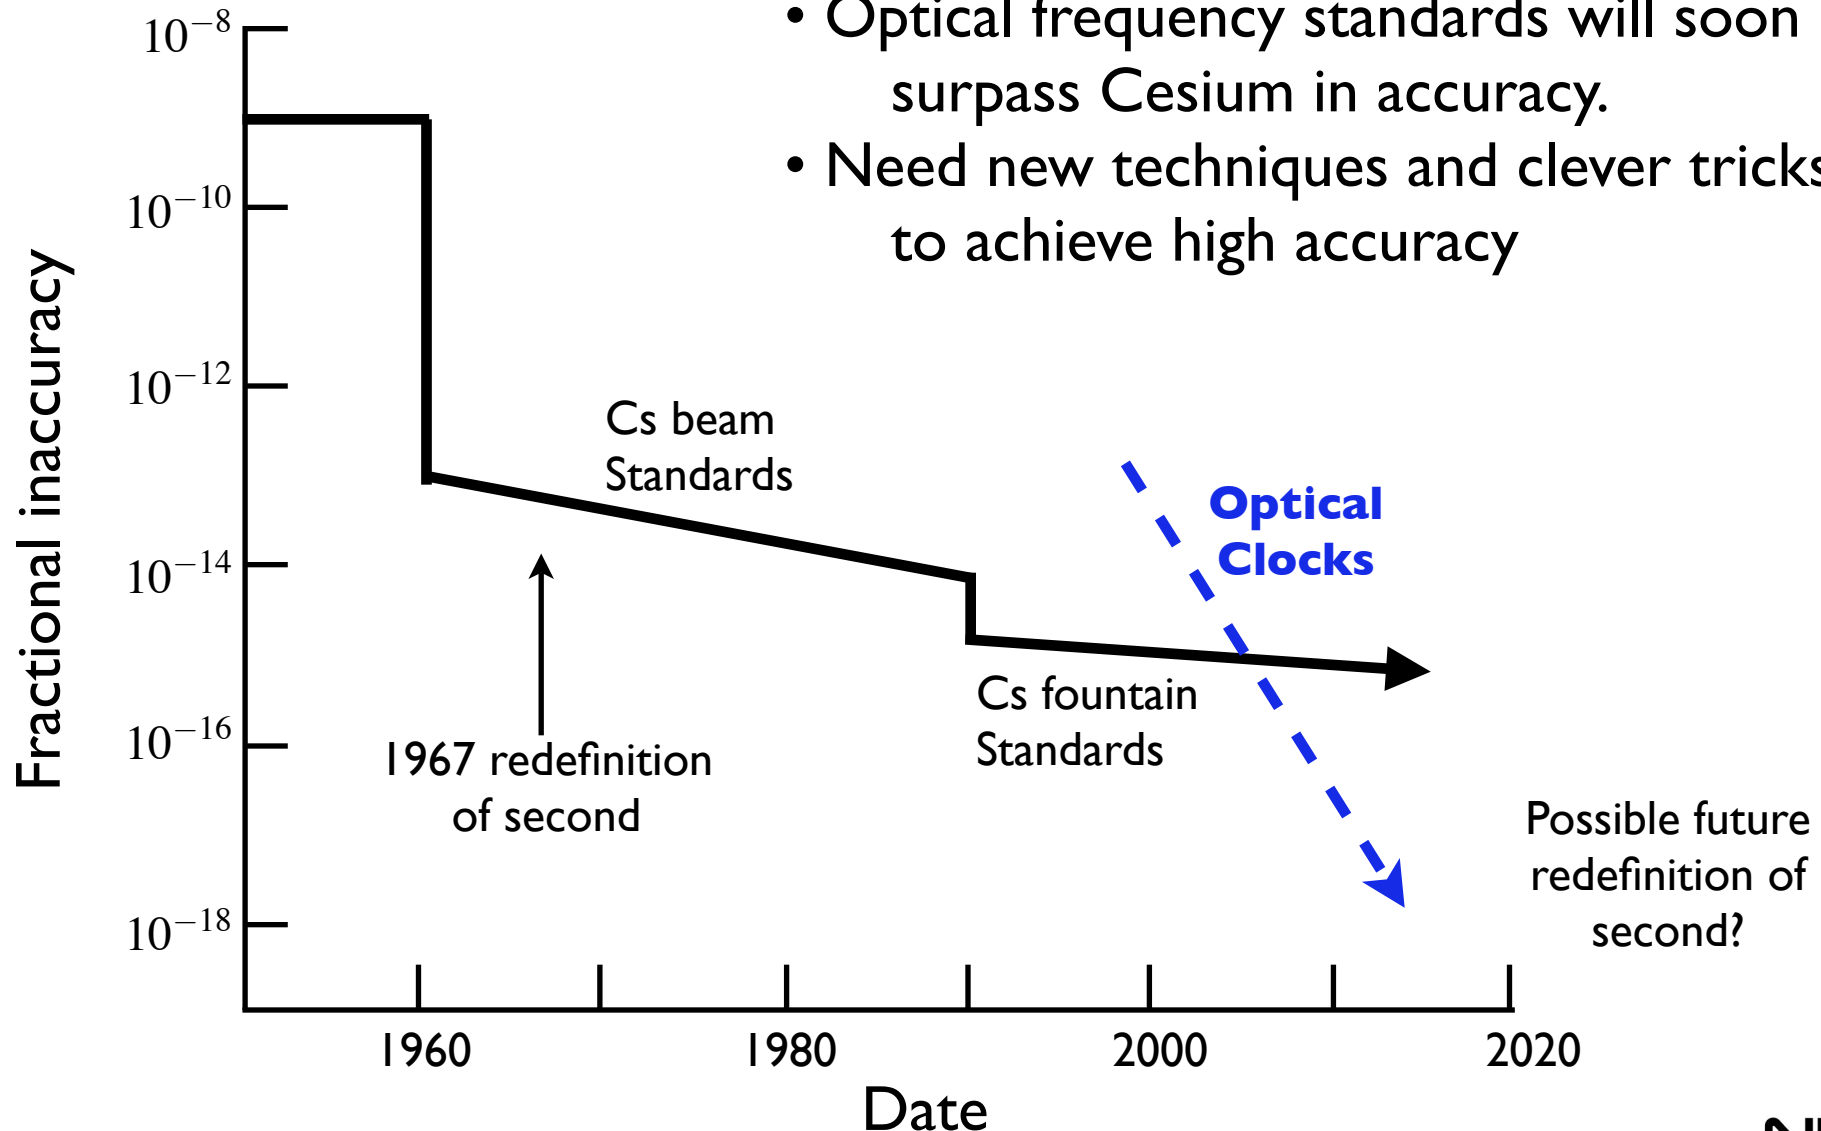 • Optical frequency standards will soon
surpass Cesium in accuracy.
• Need new techniques and clever tricks
to achieve high accuracy
Fractional inaccuracy
10⁻⁸
10⁻¹⁰
10⁻¹²
10⁻¹⁴
10⁻¹⁶
10⁻¹⁸
Cs beam
Standards
Optical
Clocks
Cs fountain
Standards
1967 redefinition
of second
Possible future
redefinition of
second?
1960
1980
2000
2020
Date